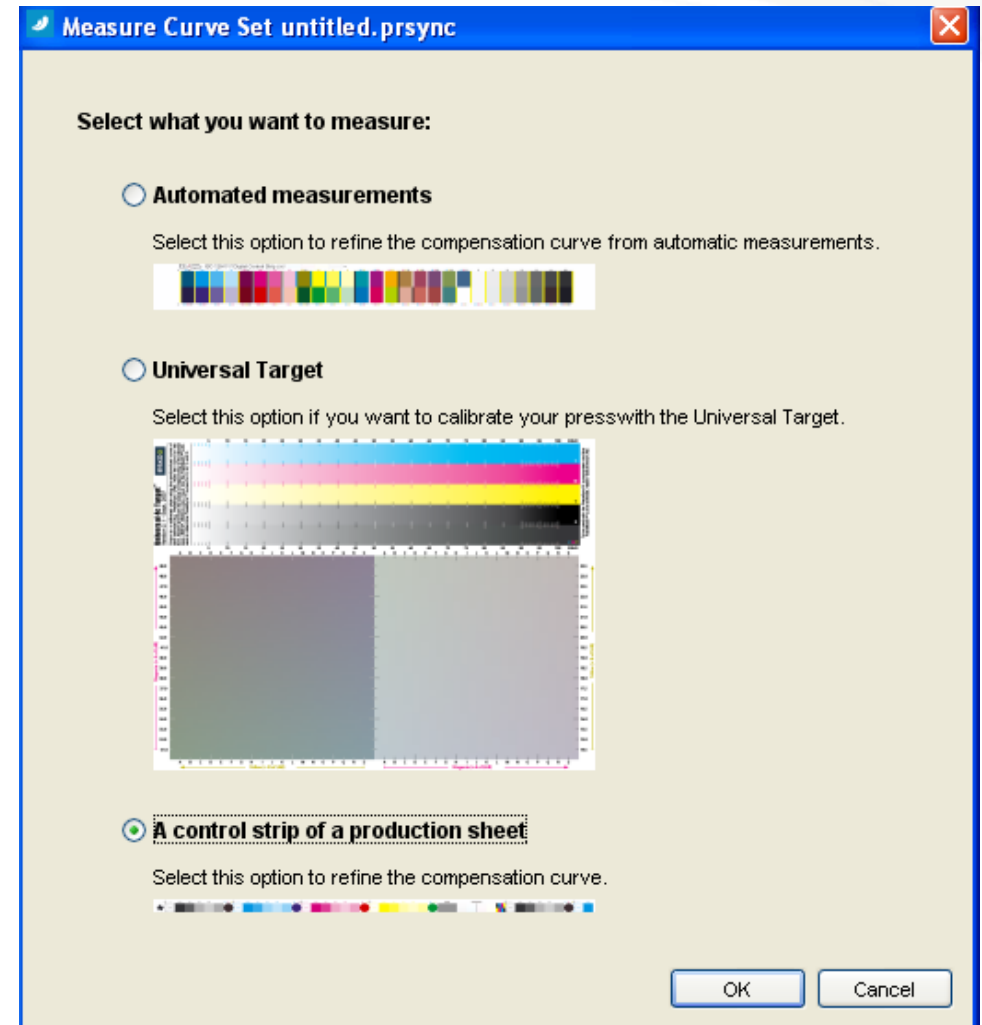 Measure Curve Set untitled.prsync
Select what you want to measure:
Automated measurements
Select this option to refine the compensation curve from automatic measurements.
Universal Target
Select this option if you want to calibrate your presswith the Universal Target.
A control strip of a production sheet
Select this option to refine the compensation curve.
OK
Cancel